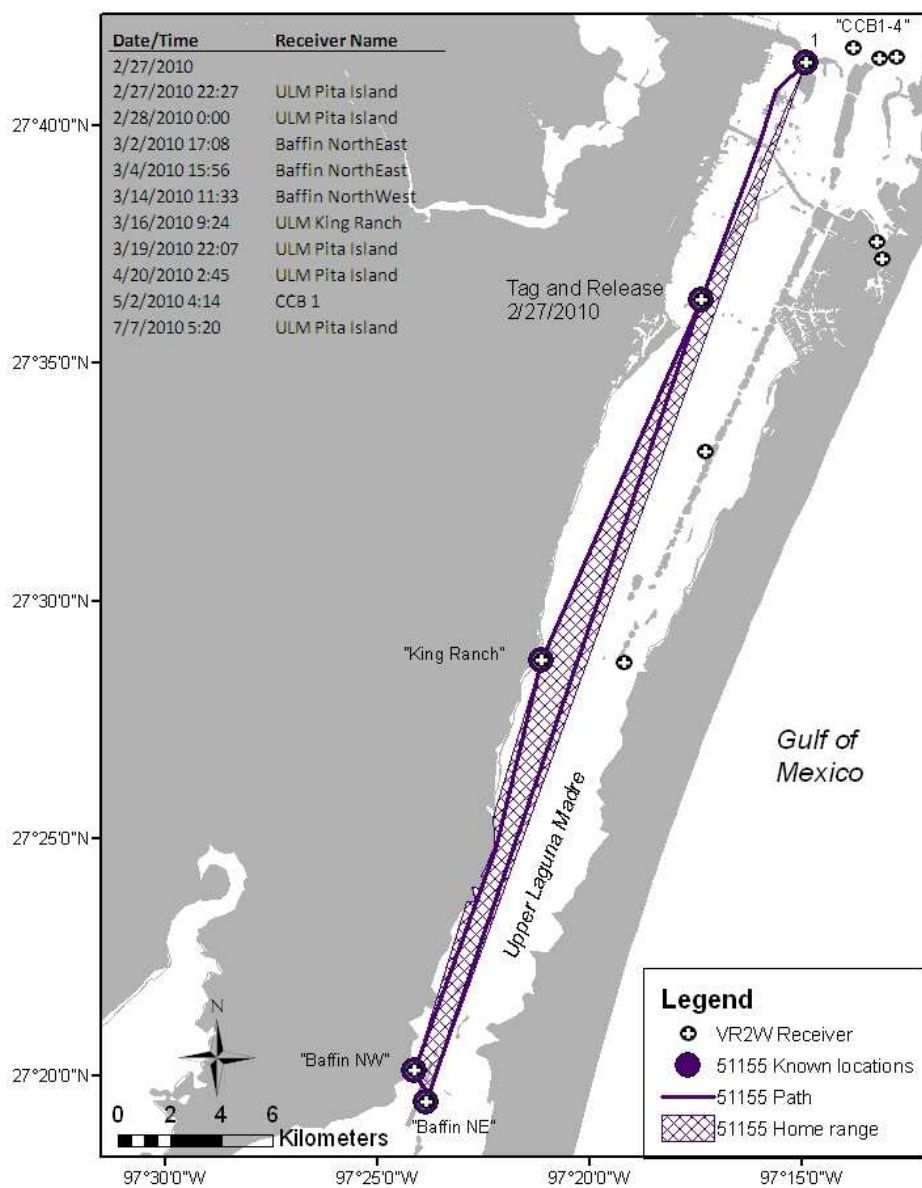 Date/Time Receiver Name
2/27/2010
2/27/2010 22:27 ULM Pita Island
2/28/2010 0:00 ULM Pita Island
3/2/2010 17:08 Baffin NorthEast
3/4/2010 15:56 Baffin NorthEast
3/14/2010 11:33 Baffin NorthWest
3/16/2010 9:24 ULM King Ranch
3/19/2010 22:07 ULM Pita Island
4/20/2010 2:45 ULM Pita Island
5/2/2010 4:14 CCB 1
7/7/2010 5:20 ULM Pita Island
"CCB1-4"
1
27°40'0"N
Tag and Release
2/27/2010
27°35'0"N
27°30'0"N
"King Ranch"
Gulf of
Mexico
27°25'0"N
Upper Laguna Madre
N
"Baffin NW"
27°20'0"N
"Baffin NE"
0 2 4 6
Kilometers
Legend
VR2W Receiver
51155 Known locations
51155 Path
51155 Home range
97°30'0"W 97°25'0"W 97°20'0"W 97°15'0"W